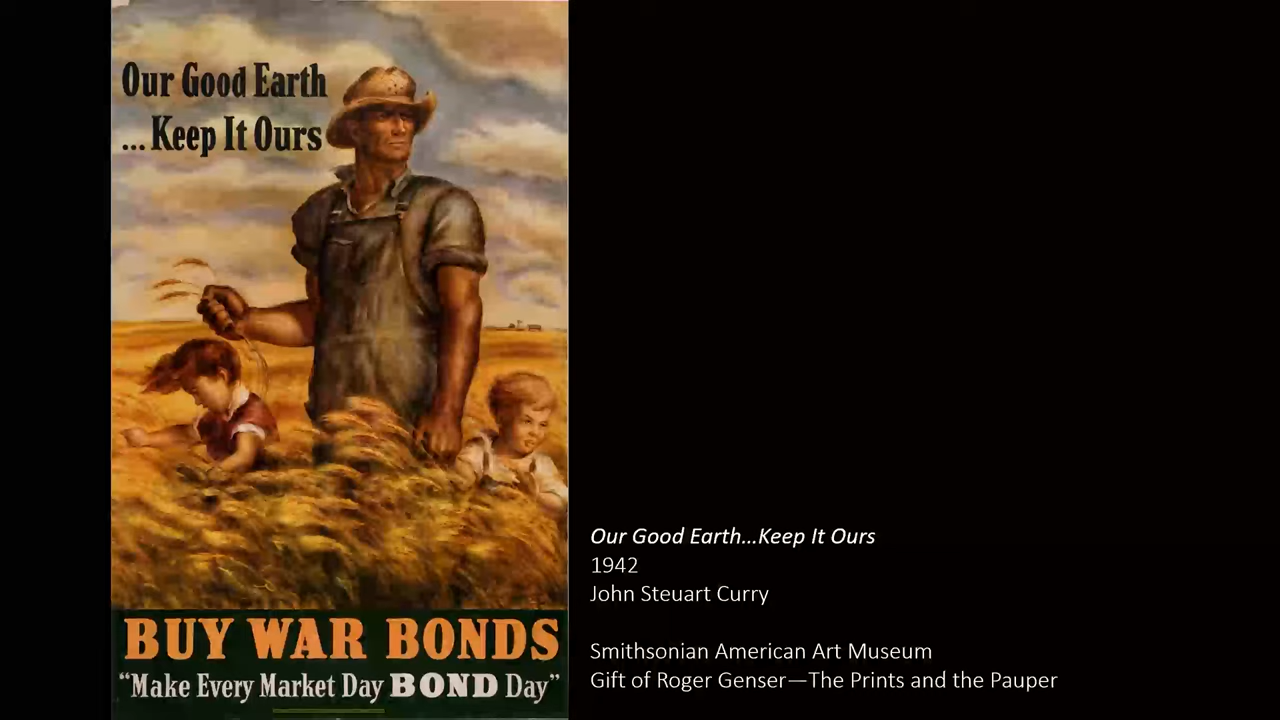 Our Good Earth
...Keep It Ours
BUY WAR BONDS
“Make Every Market Day BOND Day”
Our Good Earth…Keep It Ours
1942
John Steuart Curry
Smithsonian American Art Museum
Gift of Roger Genser—The Prints and the Pauper